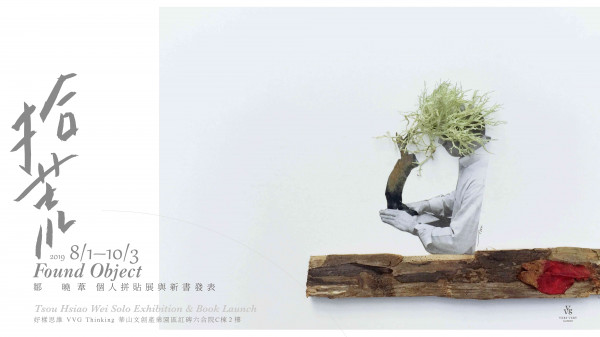 拾荒
2019 8/1—10/3
Found Object
鄒 曉葦 個人拼貼展與新書發表
Tsou Hsiao Wei Solo Exhibition & Book Launch
好樣思維 VVG Thinking 華山文創產業園區紅磚六合院C棟2樓
VVG